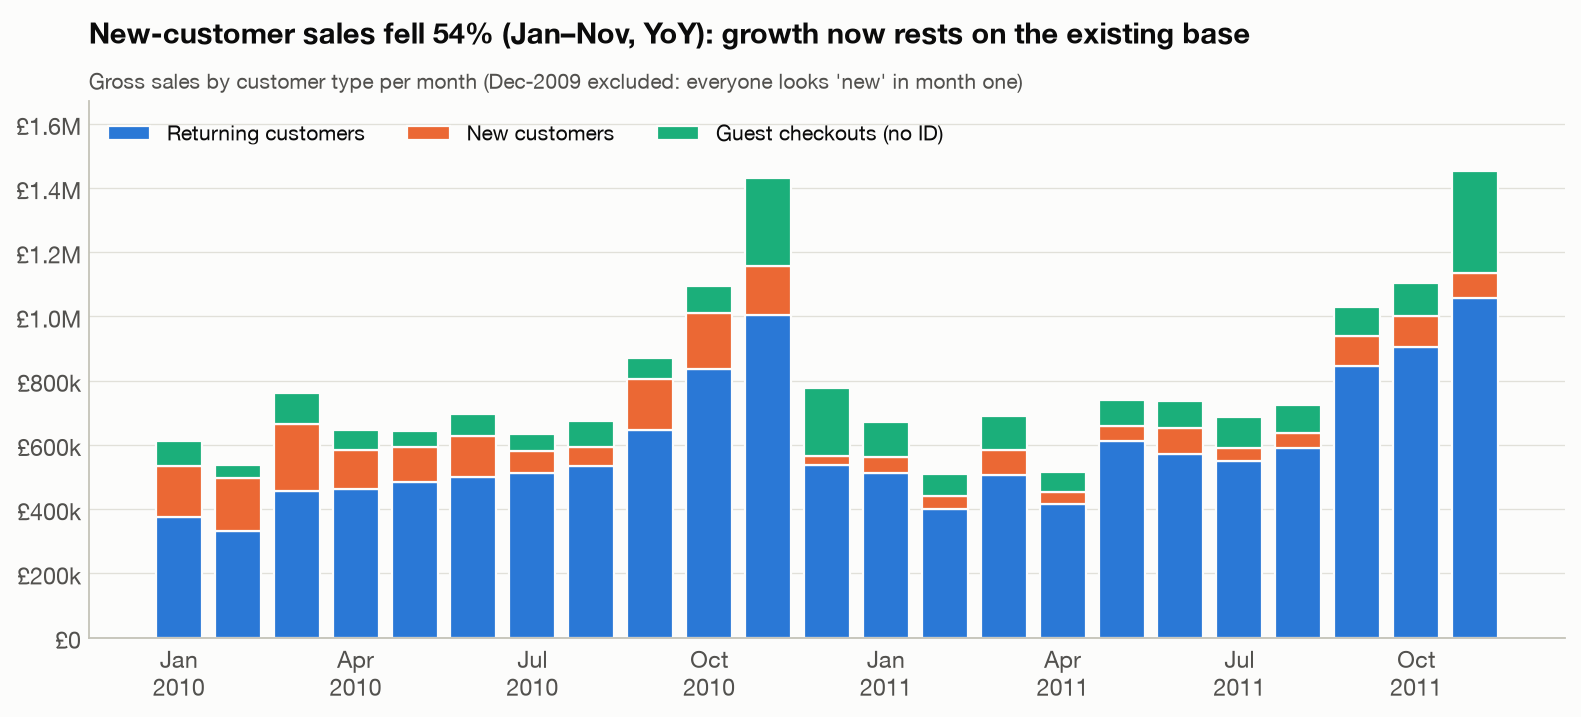 New-customer sales fell 54% (Jan–Nov, YoY): growth now rests on the existing base
Gross sales by customer type per month (Dec-2009 excluded: everyone looks 'new' in month one)
Returning customers
New customers
Guest checkouts (no ID)
£1.6M
£1.4M
£1.2M
£1.0M
£800k
£600k
£400k
£200k
£0
Jan
2010
Apr
2010
Jul
2010
Oct
2010
Jan
2011
Apr
2011
Jul
2011
Oct
2011